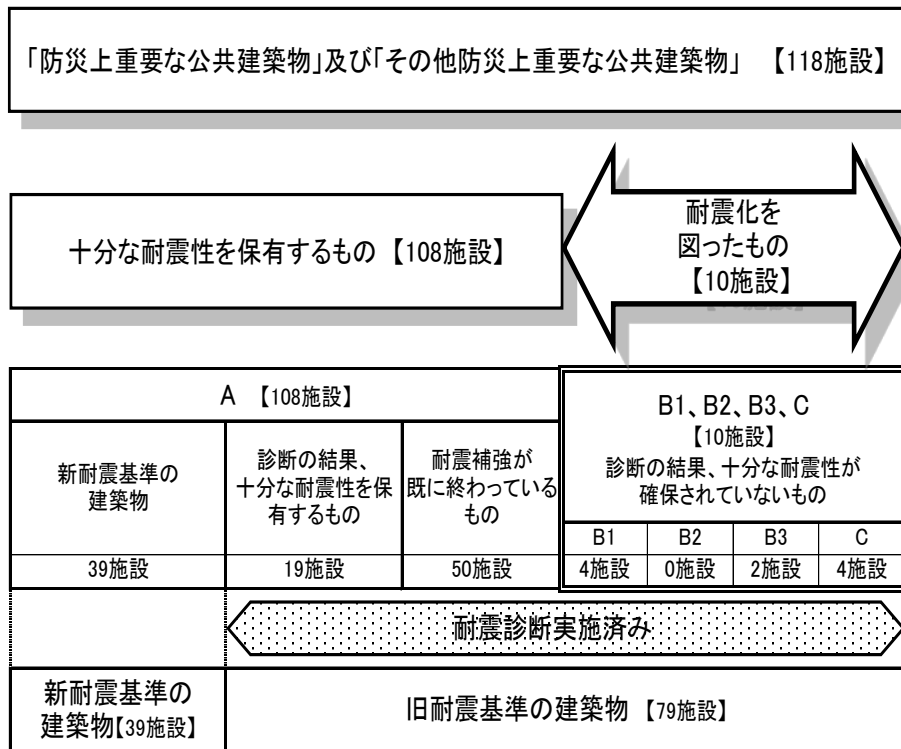 「防災上重要な公共建築物」及び「その他防災上重要な公共建築物」 【118施設】
十分な耐震性を保有するもの 【108施設】
耐震化を
図ったもの
【10施設】
A 【108施設】
B1、B2、B3、C
【10施設】
診断の結果、十分な耐震性が
確保されていないもの
新耐震基準の
建築物
診断の結果、
十分な耐震性を保
有するもの
耐震補強が
既に終わっている
もの
B1 B2 B3 C
39施設 19施設 50施設 4施設 0施設 2施設 4施設
耐震診断実施済み
新耐震基準の
建築物【39施設】
旧耐震基準の建築物 【79施設】